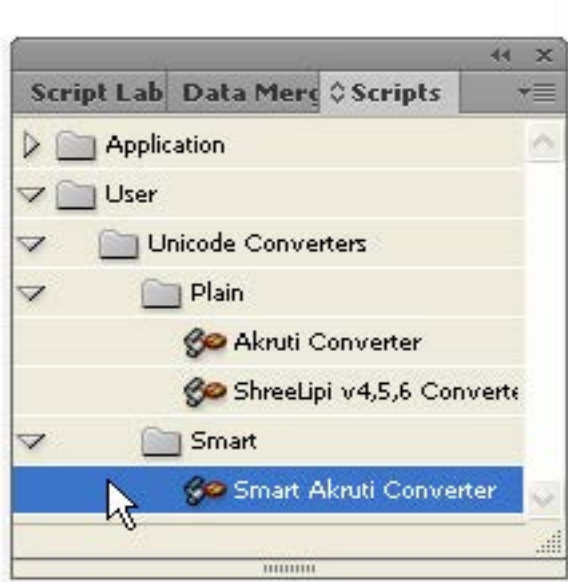 Script Lab Data Merg Scripts
Application
User
Unicode Converters
Plain
Akruti Converter
ShreeLipi v4,5,6 Converte
Smart
Smart Akruti Converter